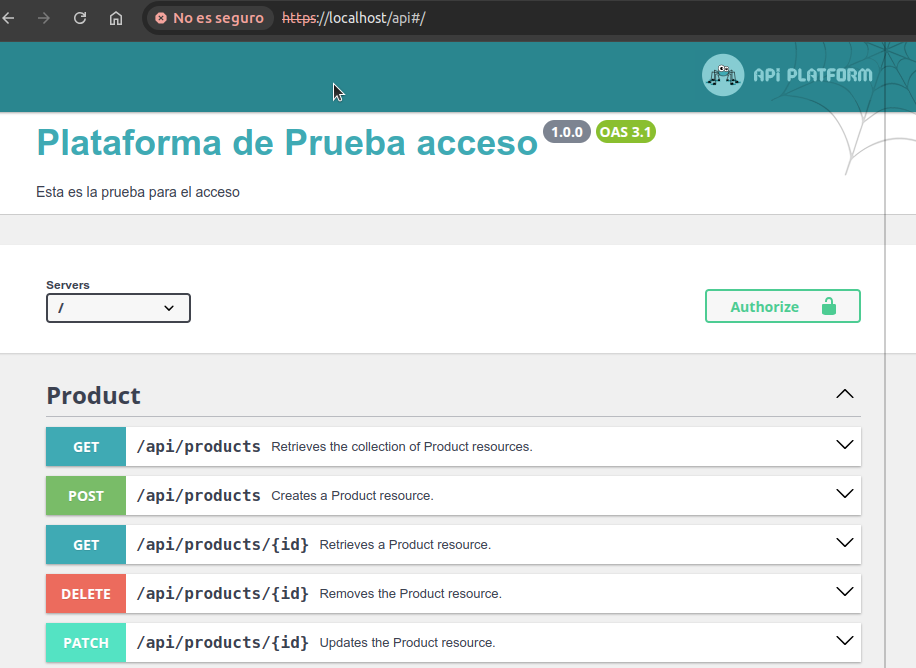 No es seguro https://localhost/api#/
API PLATFORM
Plataforma de Prueba acceso 1.0.0 OAS 3.1
Esta es la prueba para el acceso
Servers
/
Authorize
Product
GET /api/products Retrieves the collection of Product resources.
POST /api/products Creates a Product resource.
GET /api/products/{id} Retrieves a Product resource.
DELETE /api/products/{id} Removes the Product resource.
PATCH /api/products/{id} Updates the Product resource.